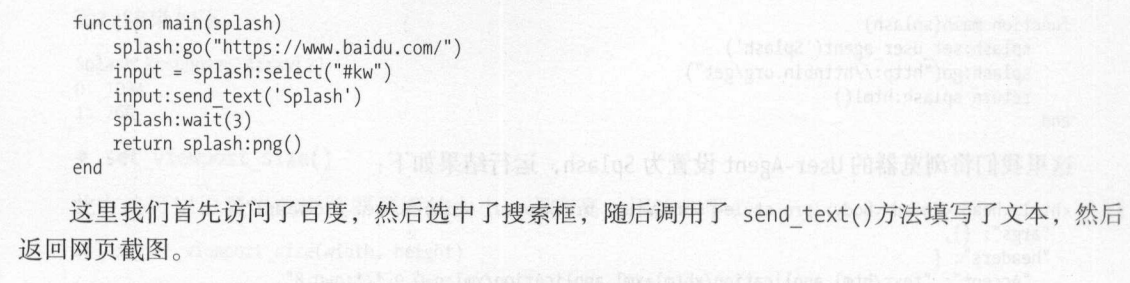 function main(splash)
    splash:go("https://www.baidu.com/")
    input = splash:select("#kw")
    input:send_text('Splash')
    splash:wait(3)
    return splash:png()
end
这里我们首先访问了百度，然后选中了搜索框，随后调用了 send_text()方法填写了文本，然后
返回网页截图。